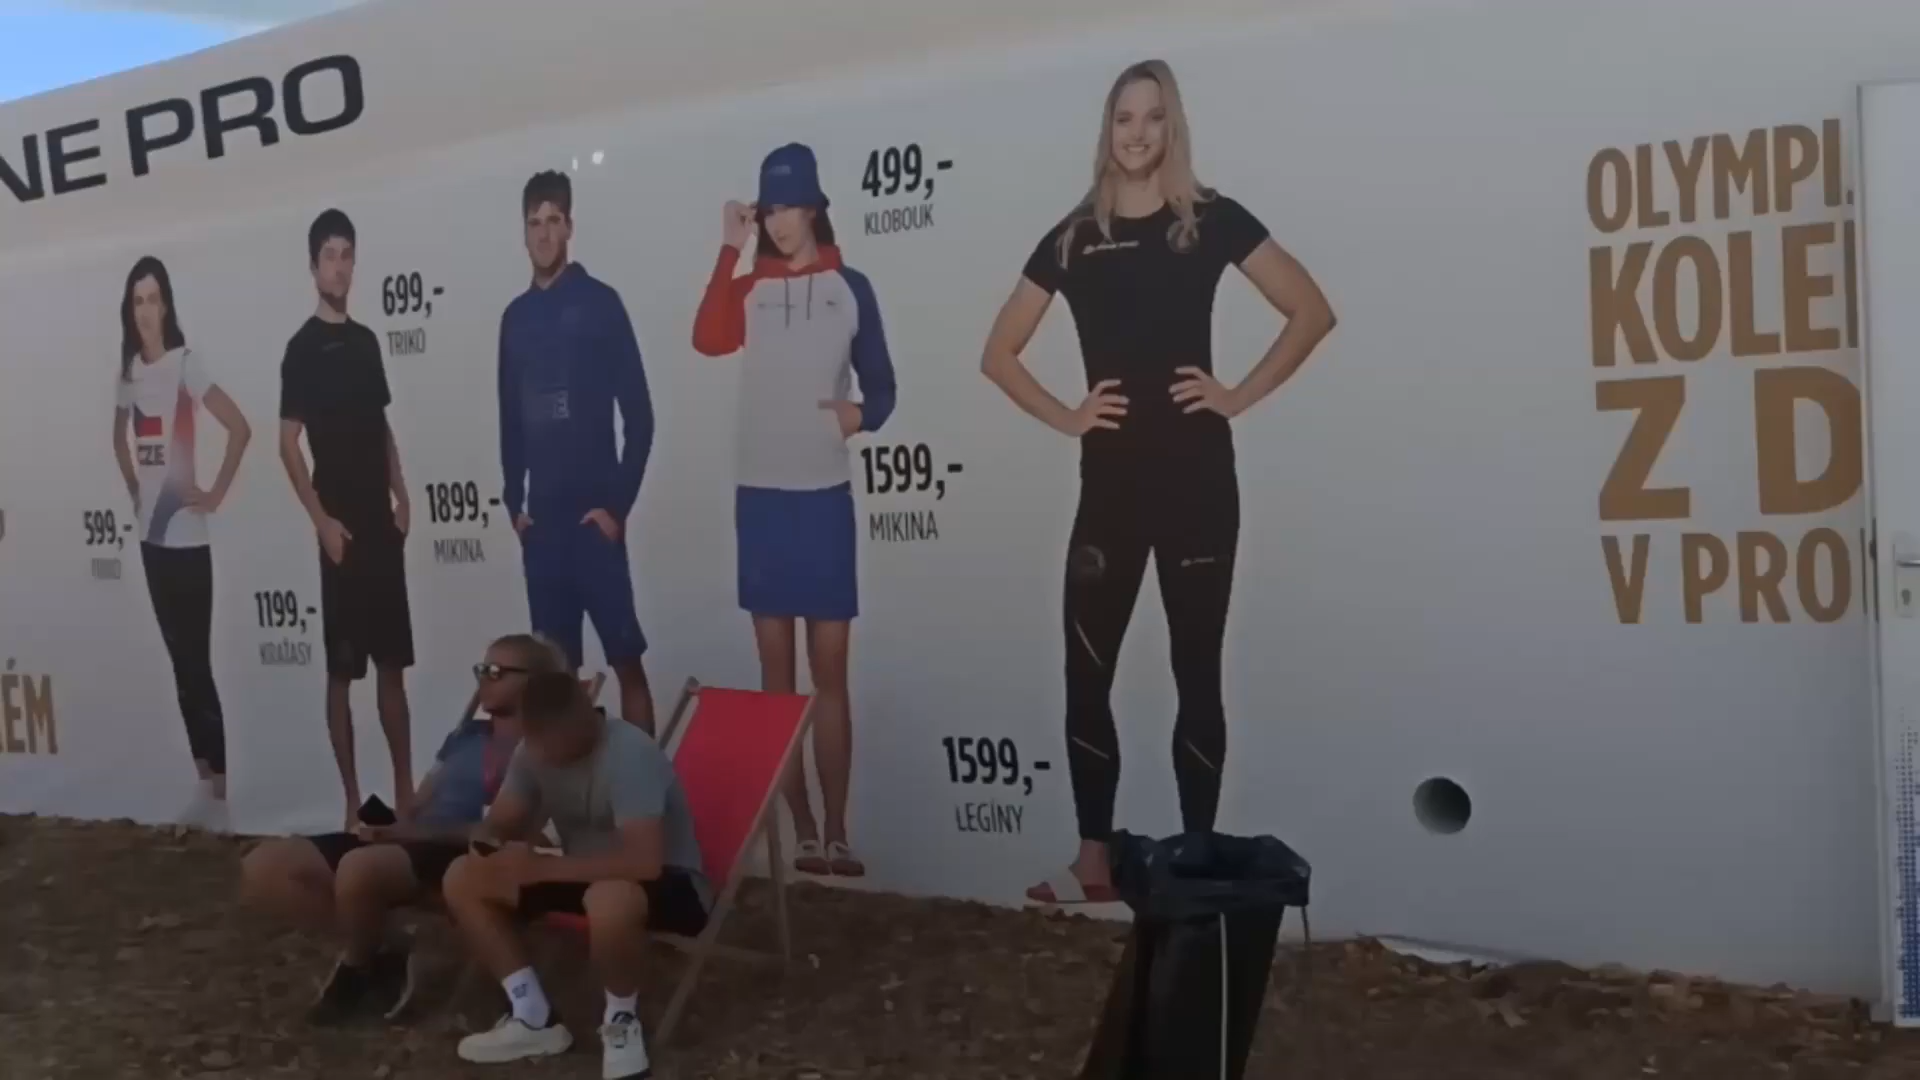 NE PRO
499,-
KLOBOUK
699,-
TRIKO
CZE
599,-
TRIKO
1899,-
MIKINA
1599,-
MIKINA
1199,-
KRAŤASY
1599,-
LEGÍNY
ÉM
OLYMPI
KOLE
Z D
V PRO